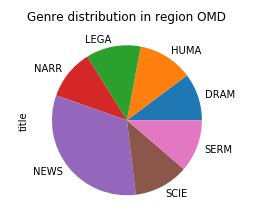 Genre distribution in region OMD
LEGA
HUMA
NARR
DRAM
title
SERM
NEWS
SCIE